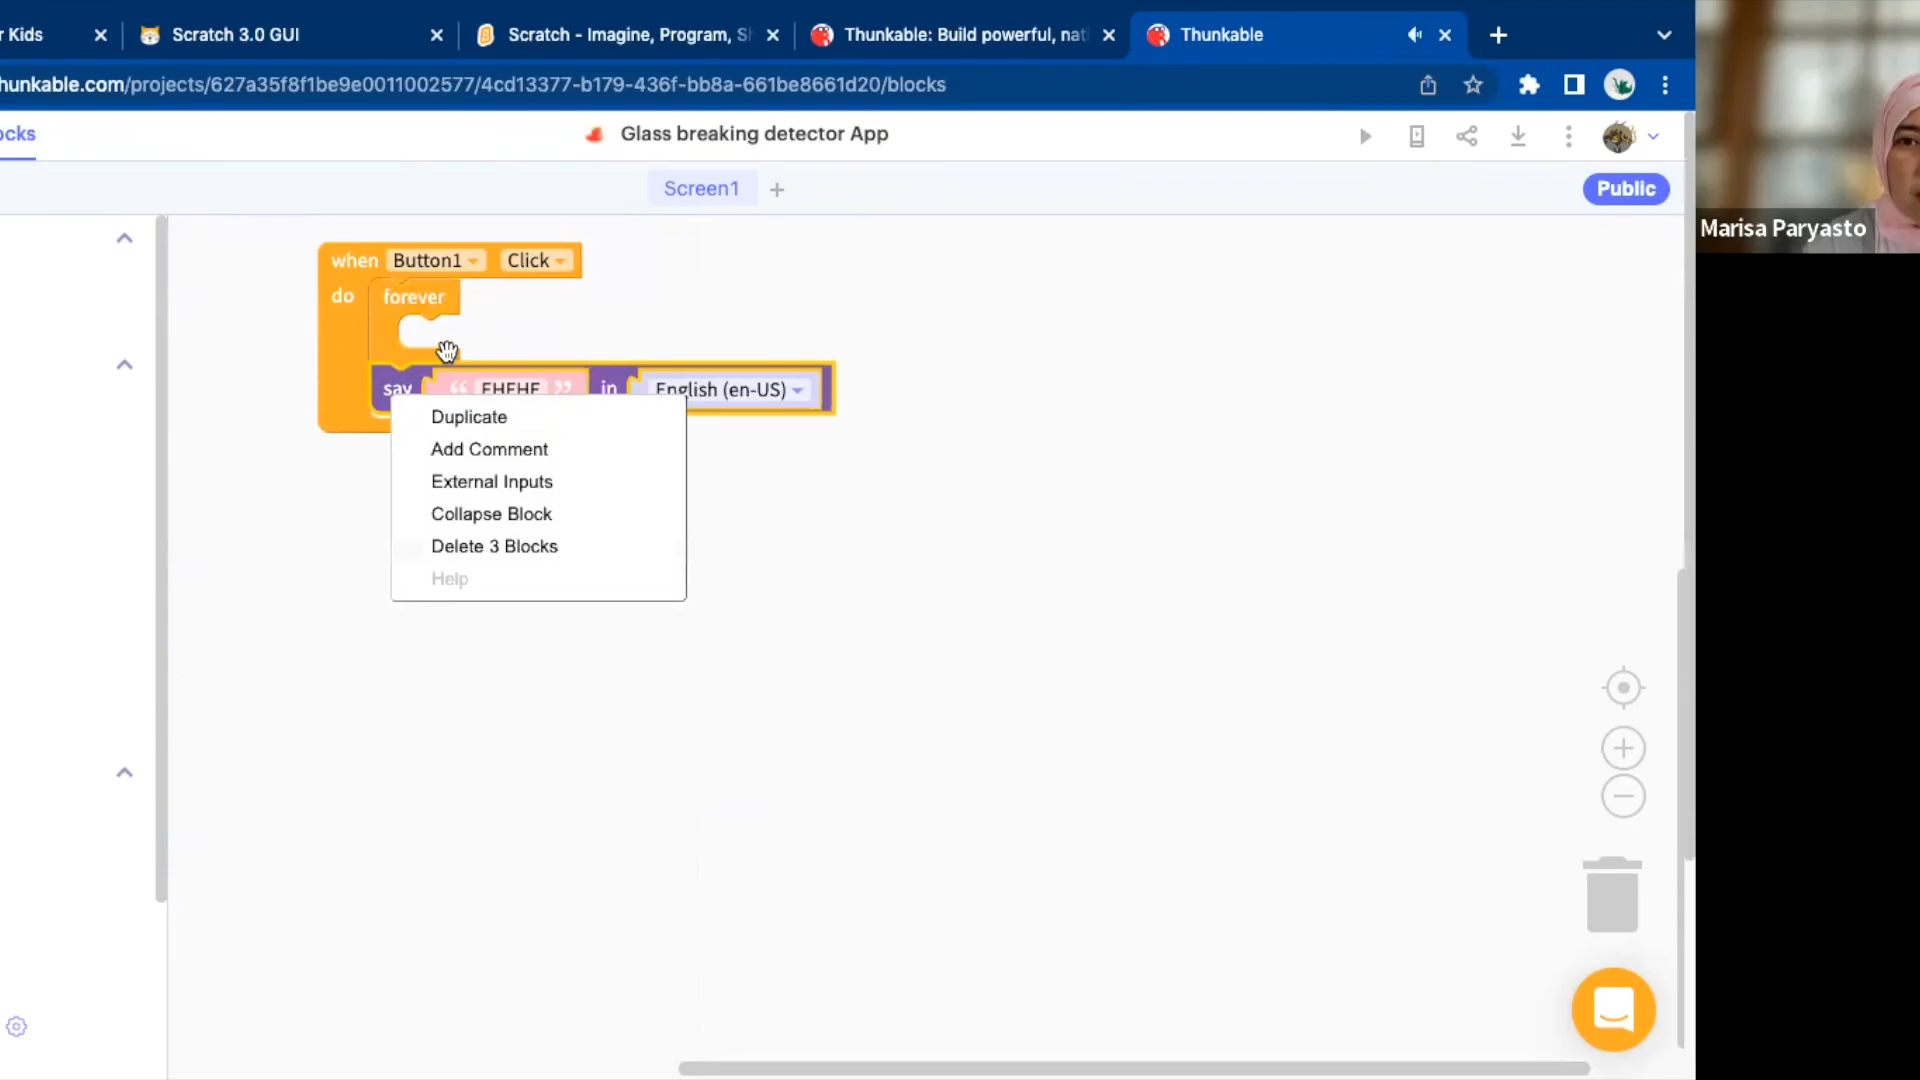 r Kids
Scratch 3.0 GUI
Scratch - Imagine, Program, Sh
Thunkable: Build powerful, nati
Thunkable
hunkable.com/projects/627a35f8f1be9e0011002577/4cd13377-b179-436f-bb8a-661be8661d20/blocks
ocks
Glass breaking detector App
Screen1
Public
Marisa Paryasto
when Button1 Click
do forever
say “ EHEHE ” in English (en-US)
Duplicate
Add Comment
External Inputs
Collapse Block
Delete 3 Blocks
Help